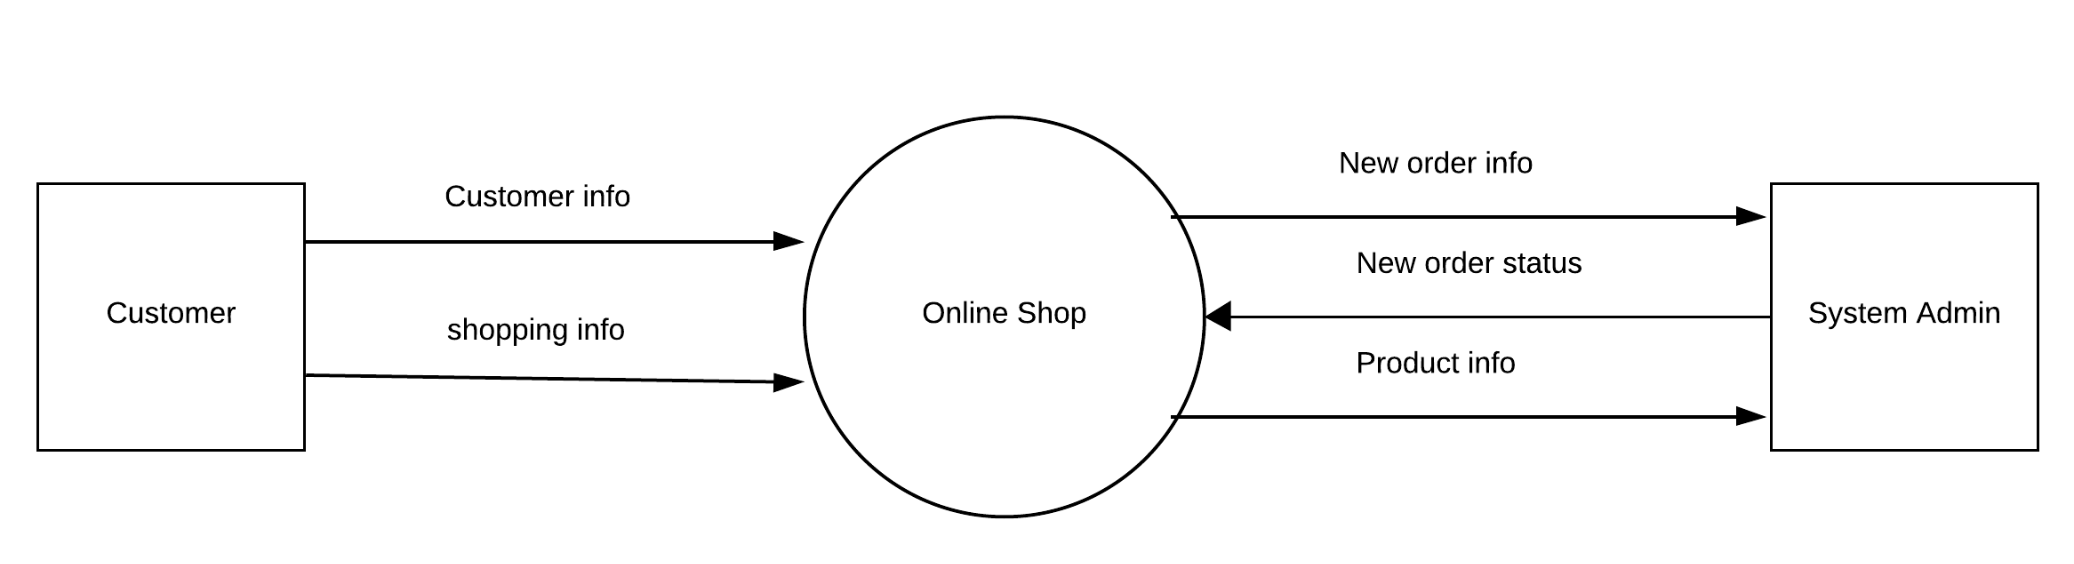 Customer
Customer info
shopping info
Online Shop
New order info
New order status
Product info
System Admin